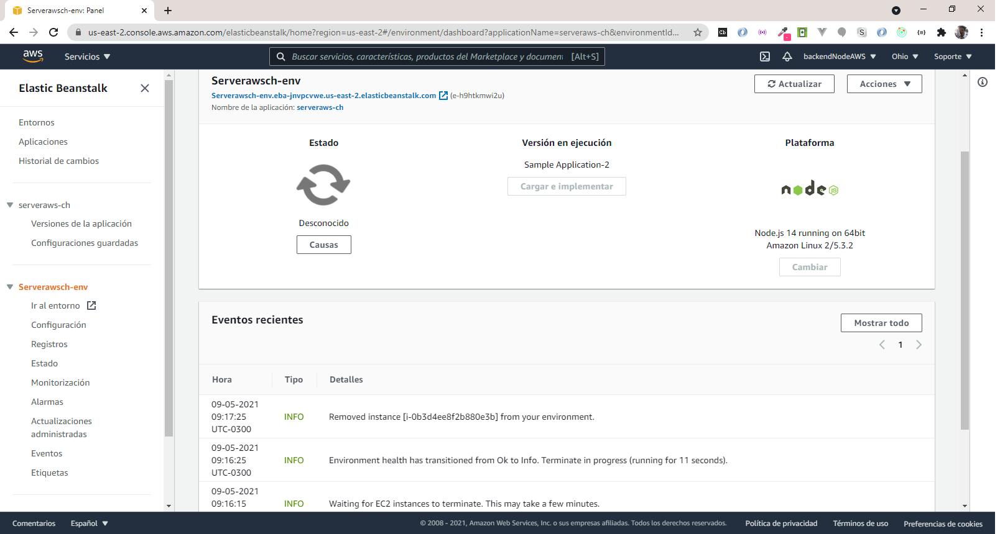 Serverawsch-env: Panel
us-east-2.console.aws.amazon.com/elasticbeanstalk/home?region=us-east-2#/environment/dashboard?applicationName=serveraws-ch&environmentId...
aws
Servicios
Buscar servicios, características, productos del Marketplace y documen
[Alt+S]
backendNodeAWS
Ohio
Soporte
Elastic Beanstalk
Entornos
Aplicaciones
Historial de cambios
serveraws-ch
Versiones de la aplicación
Configuraciones guardadas
Serverawsch-env
Ir al entorno
Configuración
Registros
Estado
Monitorización
Alarmas
Actualizaciones
administradas
Eventos
Etiquetas
Serverawsch-env
Serverawsch-env.eba-jnvpcvwe.us-east-2.elasticbeanstalk.com (e-h9htkmwi2u)
Nombre de la aplicación: serveraws-ch
Actualizar
Acciones
Estado
Desconocido
Causas
Versión en ejecución
Sample Application-2
Cargar e implementar
Plataforma
node JS
Node.js 14 running on 64bit
Amazon Linux 2/5.3.2
Cambiar
Eventos recientes
Mostrar todo
1
Hora Tipo Detalles
09-05-2021
09:17:25
UTC-0300
INFO
Removed instance [i-0b3d4ee8f2b880e3b] from your environment.
09-05-2021
09:16:25
UTC-0300
INFO
Environment health has transitioned from Ok to Info. Terminate in progress (running for 11 seconds).
09-05-2021
09:16:15
INFO
Waiting for EC2 instances to terminate. This may take a few minutes.
Comentarios
Español
© 2008 - 2021, Amazon Web Services, Inc. o sus empresas afiliadas. Todos los derechos reservados.
Política de privacidad
Términos de uso
Preferencias de cookies